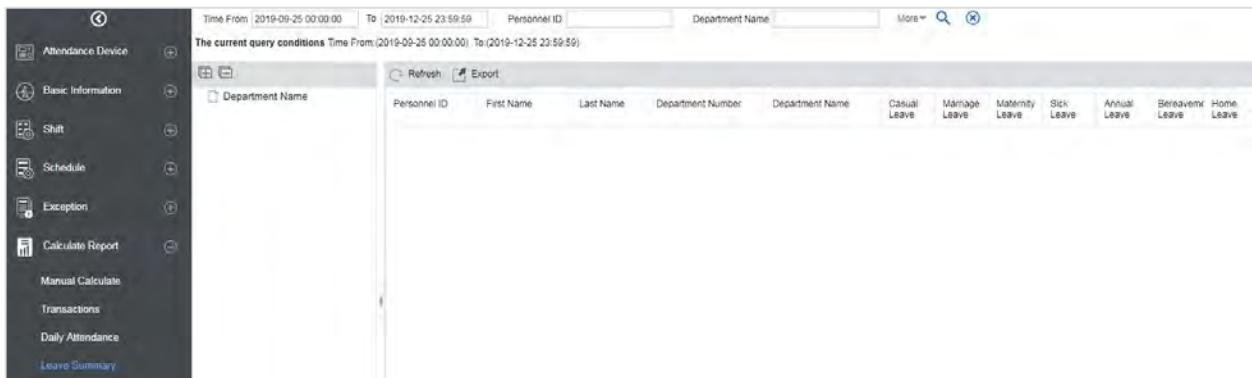 Time From 2019-09-25 00:00:00 To 2019-12-25 23:59:59 Personnel ID Department Name More
The current query conditions Time From:(2019-09-25 00:00:00) To:(2019-12-25 23:59:59)
Attendance Device
Basic Information
Shift
Schedule
Exception
Calculate Report
Manual Calculate
Transactions
Daily Attendance
Leave Summary
Department Name
Refresh Export
Personnel ID First Name Last Name Department Number Department Name Casual Leave Marriage Leave Maternity Leave Sick Leave Annual Leave Bereaveme Leave Home Leave